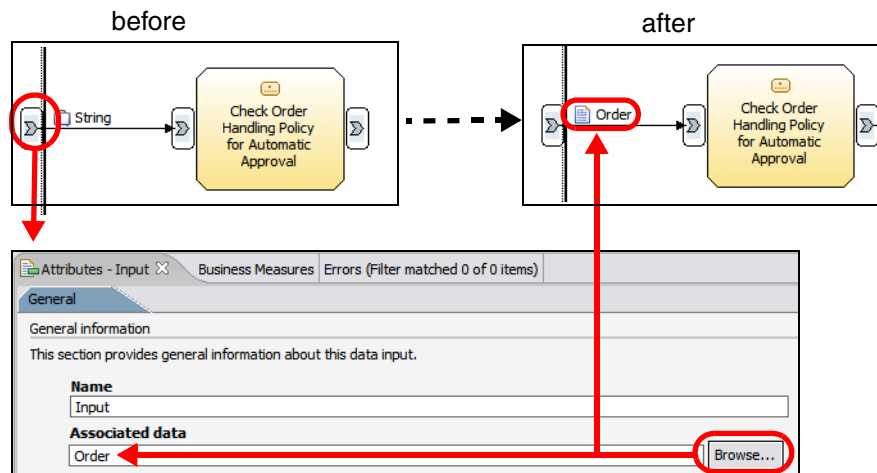 before
after
String
Check Order
Handling Policy
for Automatic
Approval
Order
Check Order
Handling Policy
for Automatic
Approval
Attributes - Input
Business Measures
Errors (Filter matched 0 of 0 items)
General
General information
This section provides general information about this data input.
Name
Input
Associated data
Order
Browse...